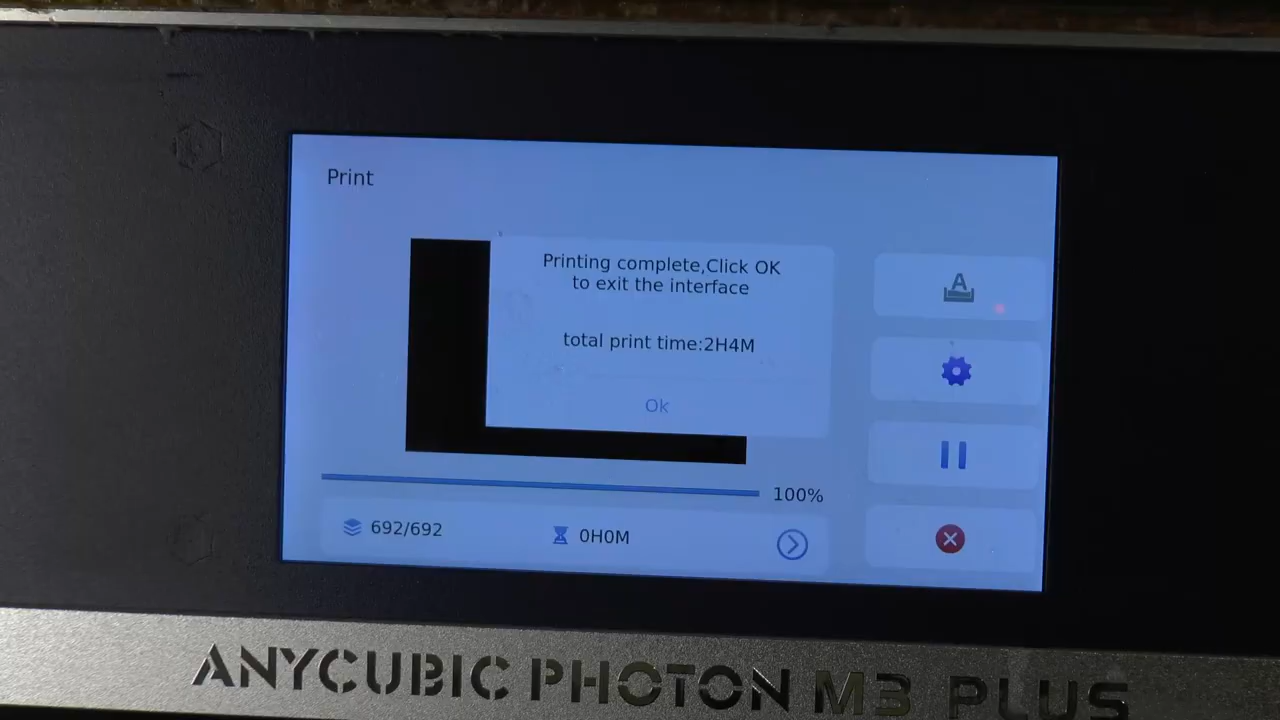 Print
Printing complete,Click OK
to exit the interface
total print time:2H4M
Ok
A
100%
692/692
0H0M
ANYCUBIC PHOTON M3 PLUS